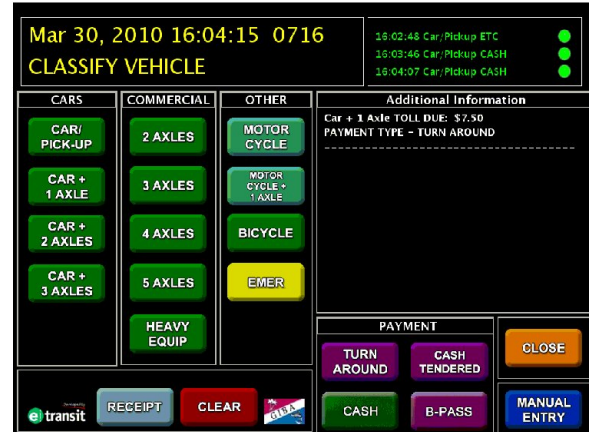 Mar 30, 2010 16:04:15 0716
CLASSIFY VEHICLE
16:02:48 Car/Pickup ETC
16:03:46 Car/Pickup CASH
16:04:07 Car/Pickup CASH
CARS
CAR/
PICK-UP
CAR +
1 AXLE
CAR +
2 AXLES
CAR +
3 AXLES
COMMERCIAL
2 AXLES
3 AXLES
4 AXLES
5 AXLES
HEAVY
EQUIP
OTHER
MOTOR
CYCLE
MOTOR
CYCLE +
1 AXLE
BICYCLE
EMER
Additional Information
Car + 1 Axle TOLL DUE: $7.50
PAYMENT TYPE - TURN AROUND
PAYMENT
TURN
AROUND
CASH
TENDERED
CASH
B-PASS
CLOSE
MANUAL
ENTRY
etransit
RECEIPT
CLEAR
GIBA